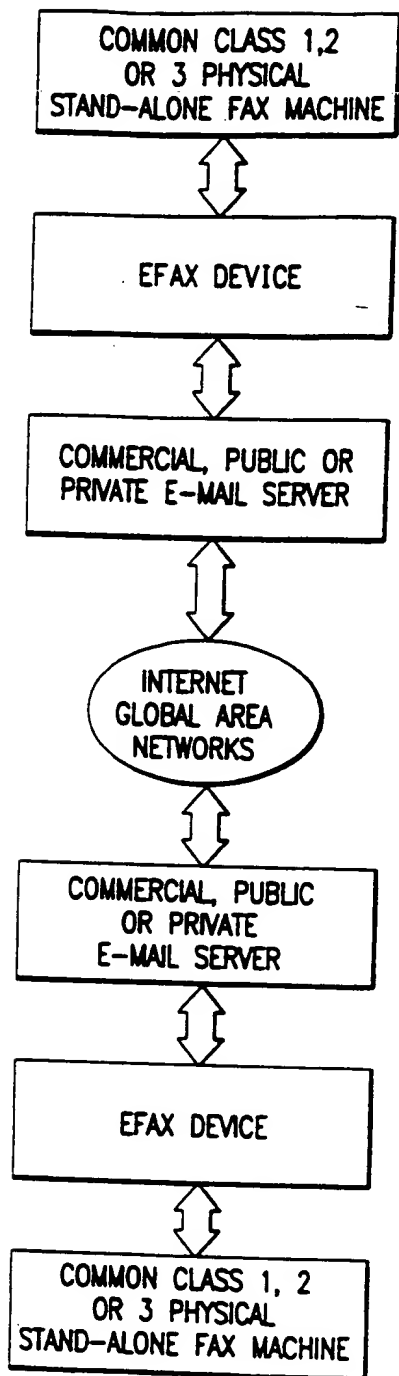 COMMON CLASS 1,2
OR 3 PHYSICAL
STAND-ALONE FAX MACHINE
EFAX DEVICE
COMMERCIAL, PUBLIC OR
PRIVATE E-MAIL SERVER
INTERNET
GLOBAL AREA
NETWORKS
COMMERCIAL, PUBLIC
OR PRIVATE
E-MAIL SERVER
EFAX DEVICE
COMMON CLASS 1, 2
OR 3 PHYSICAL
STAND-ALONE FAX MACHINE